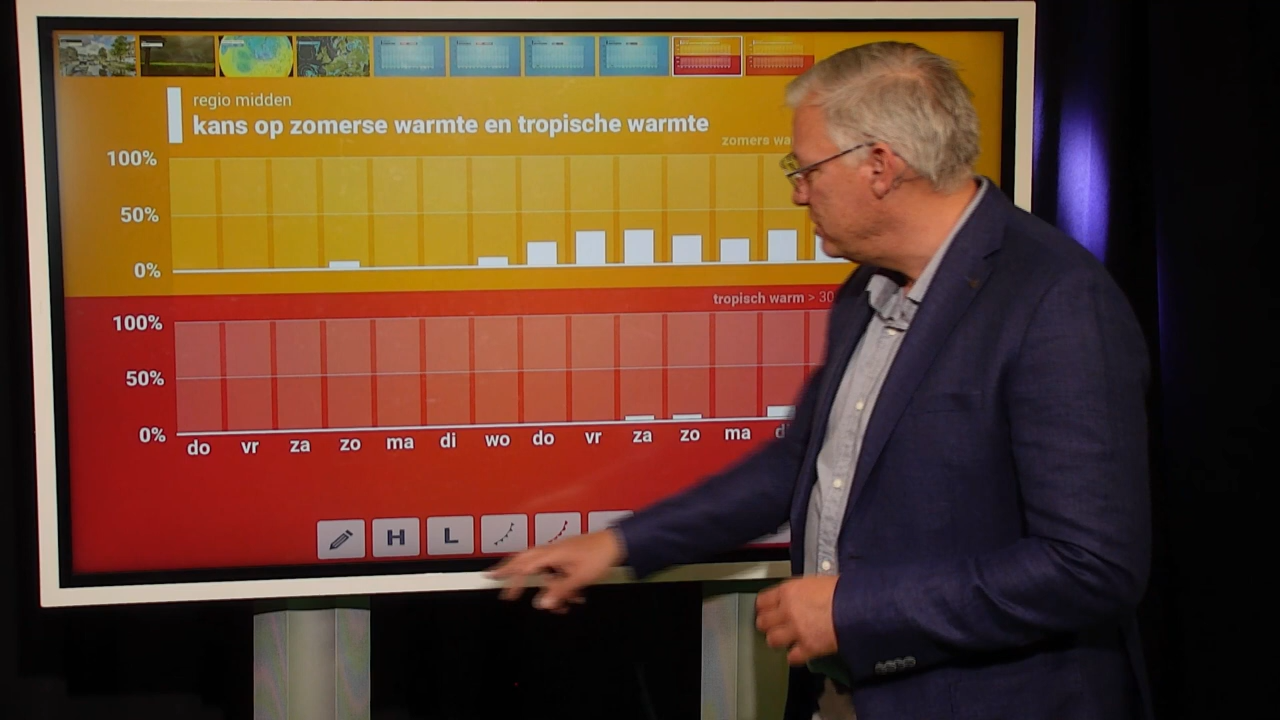 regio midden
kans op zomerse warmte en tropische warmte
zomers
100%
50%
0%
tropisch warm > 30
100%
50%
0%
do vr za zo ma di wo do vr za zo ma
H L